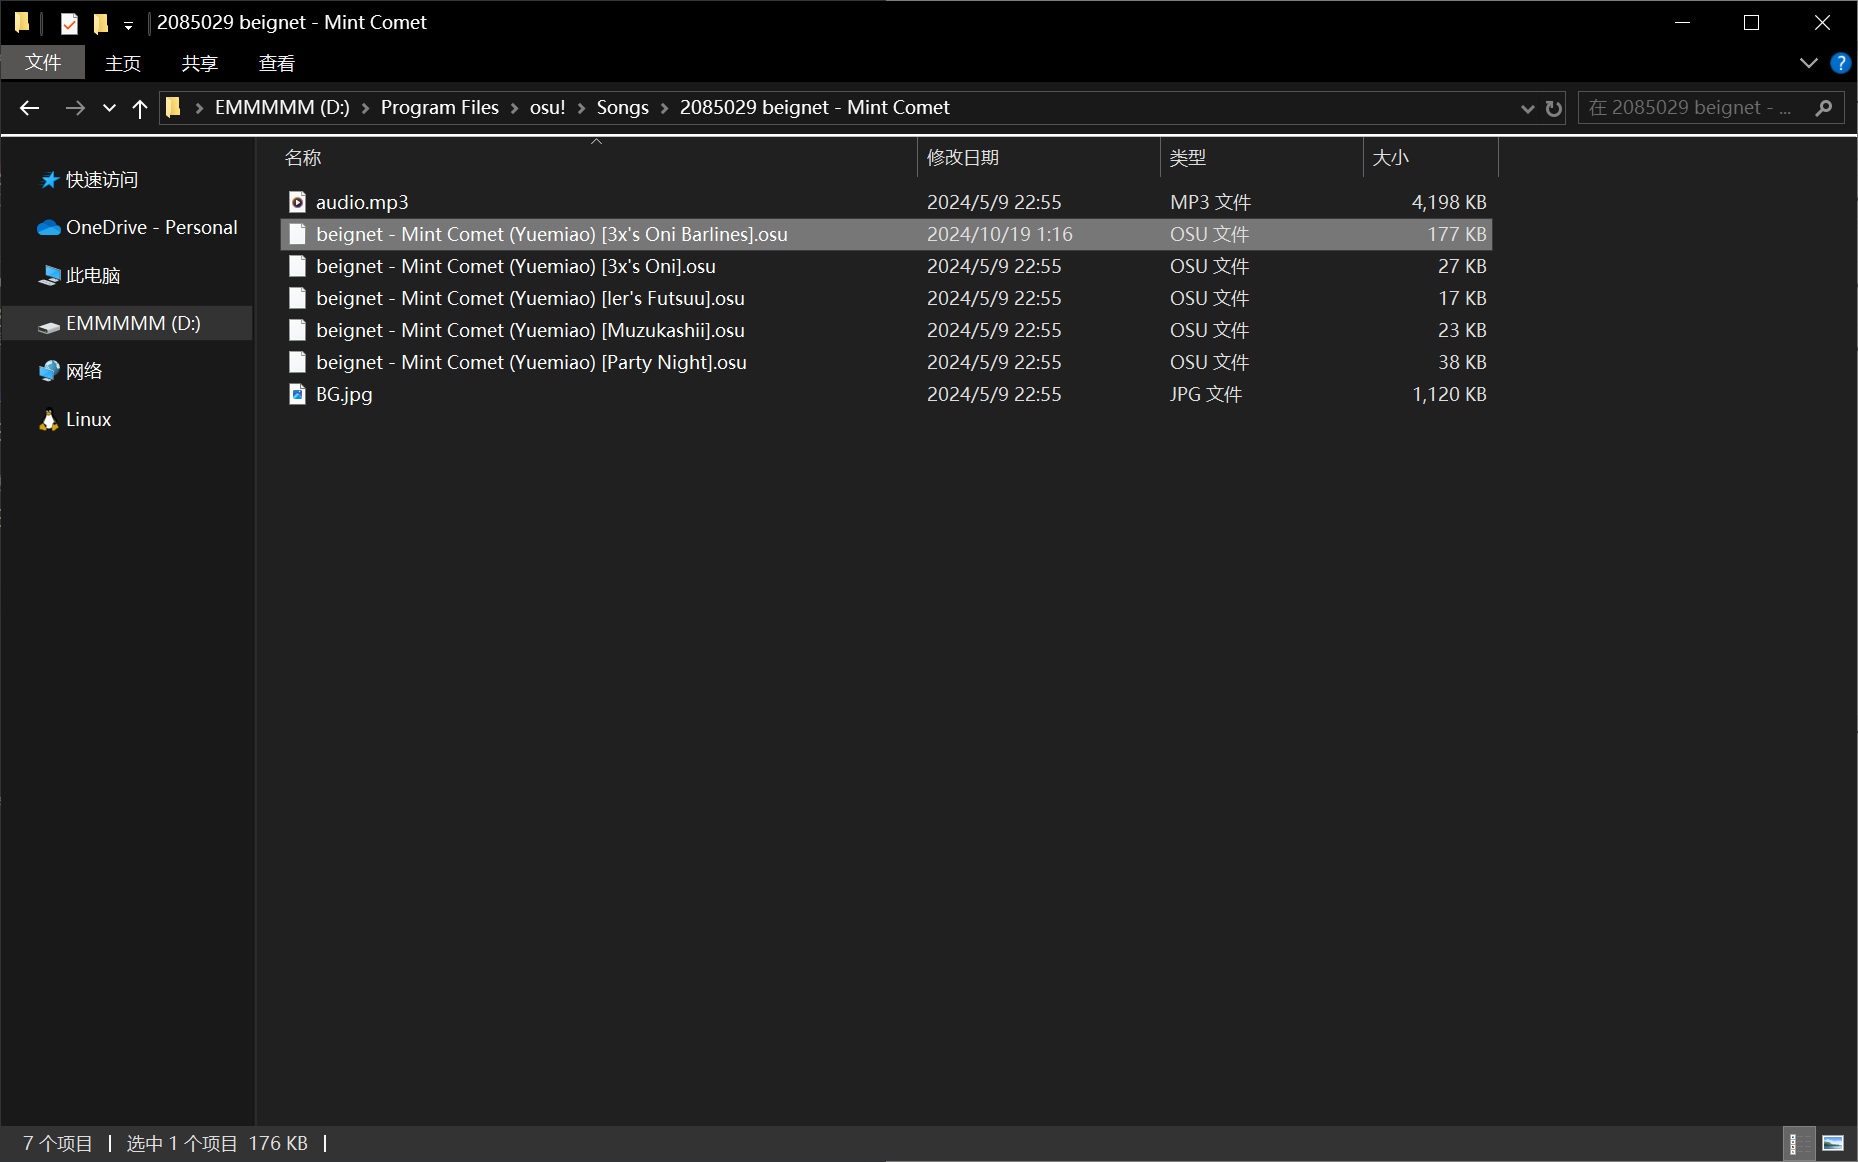 2085029 beignet - Mint Comet
文件 主页 共享 查看
EMMMMM (D:) Program Files osu! Songs 2085029 beignet - Mint Comet 在 2085029 beignet - ...
名称 修改日期 类型 大小
快速访问
OneDrive - Personal
此电脑
EMMMMM (D:)
网络
Linux
audio.mp3 2024/5/9 22:55 MP3 文件 4,198 KB
beignet - Mint Comet (Yuemiao) [3x's Oni Barlines].osu 2024/10/19 1:16 OSU 文件 177 KB
beignet - Mint Comet (Yuemiao) [3x's Oni].osu 2024/5/9 22:55 OSU 文件 27 KB
beignet - Mint Comet (Yuemiao) [ler's Futsuu].osu 2024/5/9 22:55 OSU 文件 17 KB
beignet - Mint Comet (Yuemiao) [Muzukashii].osu 2024/5/9 22:55 OSU 文件 23 KB
beignet - Mint Comet (Yuemiao) [Party Night].osu 2024/5/9 22:55 OSU 文件 38 KB
BG.jpg 2024/5/9 22:55 JPG 文件 1,120 KB
7 个项目 选中 1 个项目 176 KB